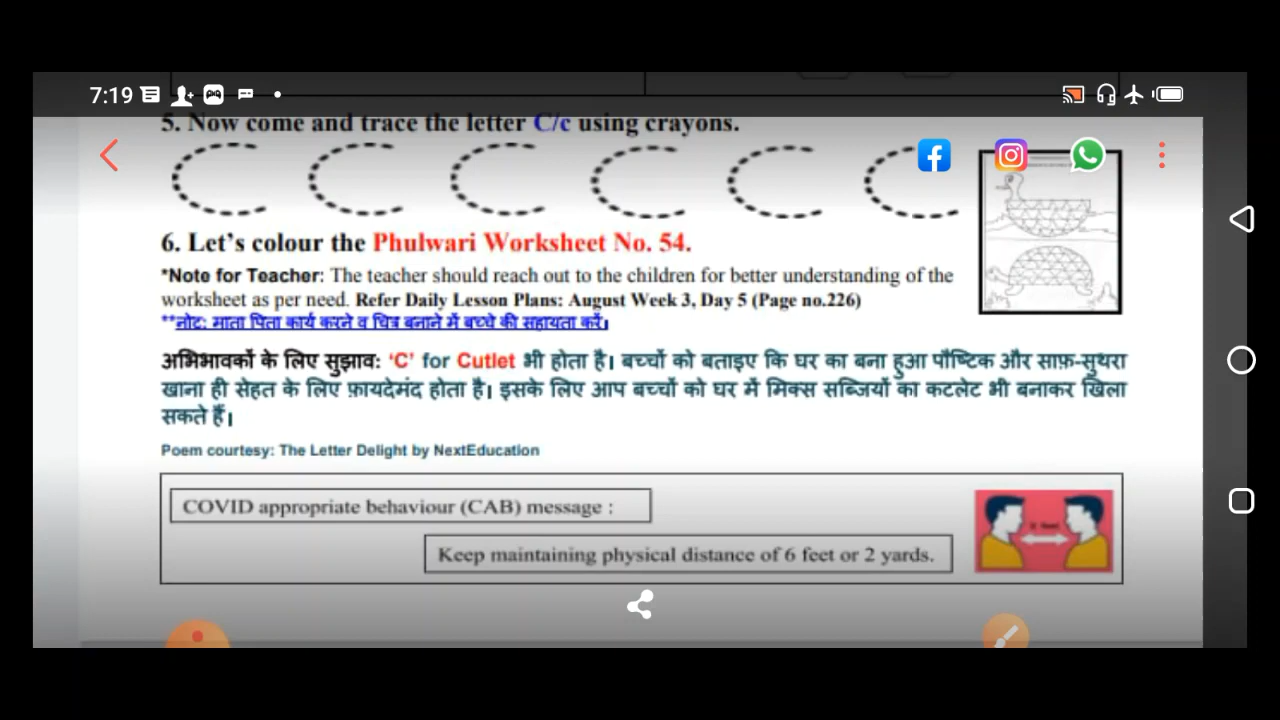 7:19
5. Now come and trace the letter C/c using crayons.
6. Let's colour the Phulwari Worksheet No. 54.
*Note for Teacher: The teacher should reach out to the children for better understanding of the
worksheet as per need. Refer Daily Lesson Plans: August Week 3, Day 5 (Page no.226)
**नोट: माता पिता कार्य करने व चित्र बनाने में बच्चे की सहायता करें।
अभिभावकों के लिए सुझाव: ‘C’ for Cutlet भी होता है। बच्चों को बताइए कि घर का बना हुआ पौष्टिक और साफ़-सुथरा
खाना ही सेहत के लिए फ़ायदेमंद होता है। इसके लिए आप बच्चों को घर में मिक्स सब्जियों का कटलेट भी बनाकर खिला
सकते हैं।
Poem courtesy: The Letter Delight by NextEducation
COVID appropriate behaviour (CAB) message :
Keep maintaining physical distance of 6 feet or 2 yards.